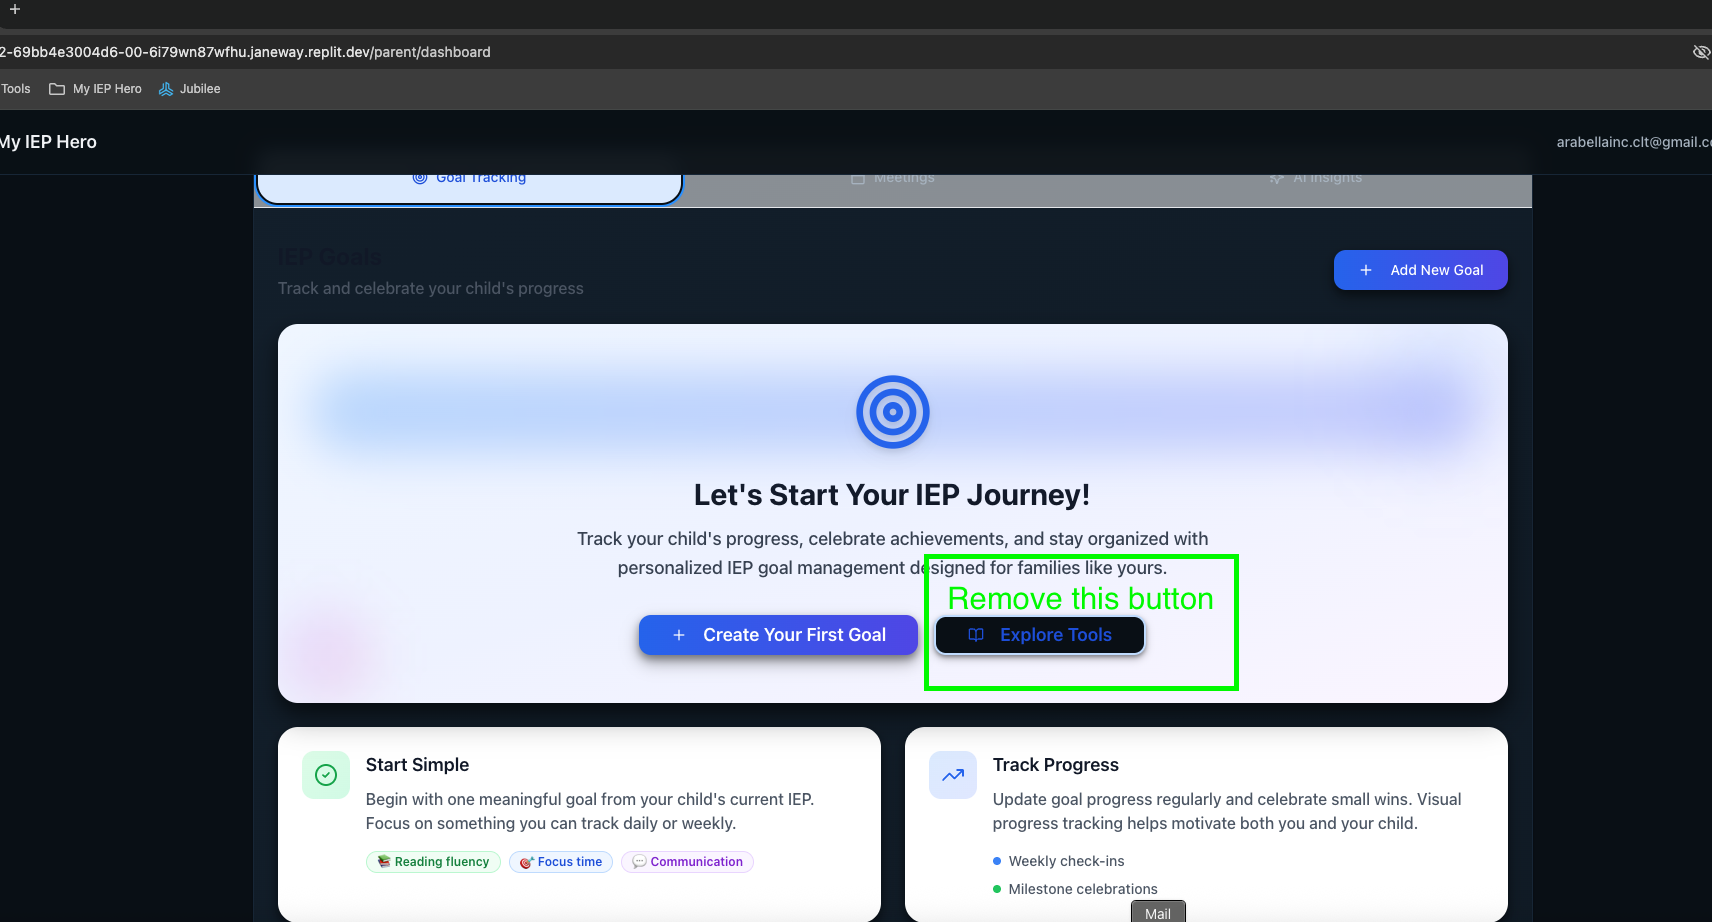 +
2-69bb4e3004d6-00-6i79wn87wfhu.janeway.replit.dev/parent/dashboard
Tools My IEP Hero Jubilee
My IEP Hero
arabellainc.clt@gmail.co
Goal Tracking Meetings AI Insights
IEP Goals
Track and celebrate your child's progress
+ Add New Goal
Let's Start Your IEP Journey!
Track your child's progress, celebrate achievements, and stay organized with
personalized IEP goal management designed for families like yours.
Remove this button
+ Create Your First Goal
Explore Tools
Start Simple
Begin with one meaningful goal from your child's current IEP.
Focus on something you can track daily or weekly.
Reading fluency Focus time Communication
Track Progress
Update goal progress regularly and celebrate small wins. Visual
progress tracking helps motivate both you and your child.
Weekly check-ins
Milestone celebrations
Mail